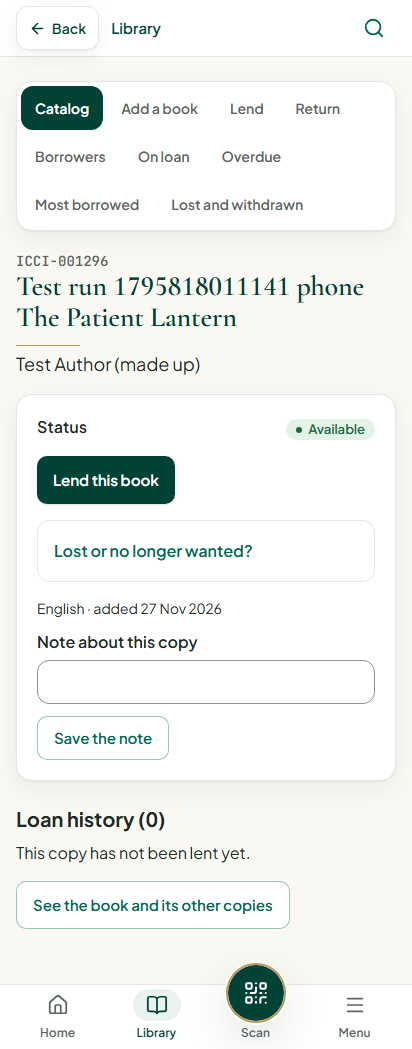 Back Library
Catalog Add a book Lend Return
Borrowers On loan Overdue
Most borrowed Lost and withdrawn
ICCI-001296
Test run 1795818011141 phone
The Patient Lantern
Test Author (made up)
Status Available
Lend this book
Lost or no longer wanted?
English · added 27 Nov 2026
Note about this copy
Save the note
Loan history (0)
This copy has not been lent yet.
See the book and its other copies
Home Library Scan Menu